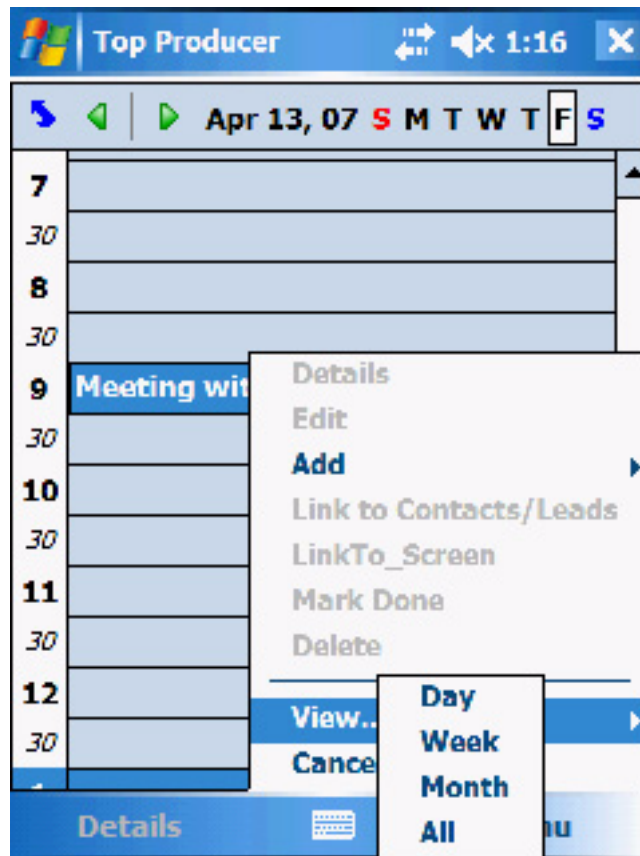 Top Producer 1:16
Apr 13, 07 S M T W T F S
7
30
8
30
9 Meeting wit
30
10
30
11
30
12
30
Details
Edit
Add
Link to Contacts/Leads
LinkTo_Screen
Mark Done
Delete
View..
Cance
Day
Week
Month
All
Details nu